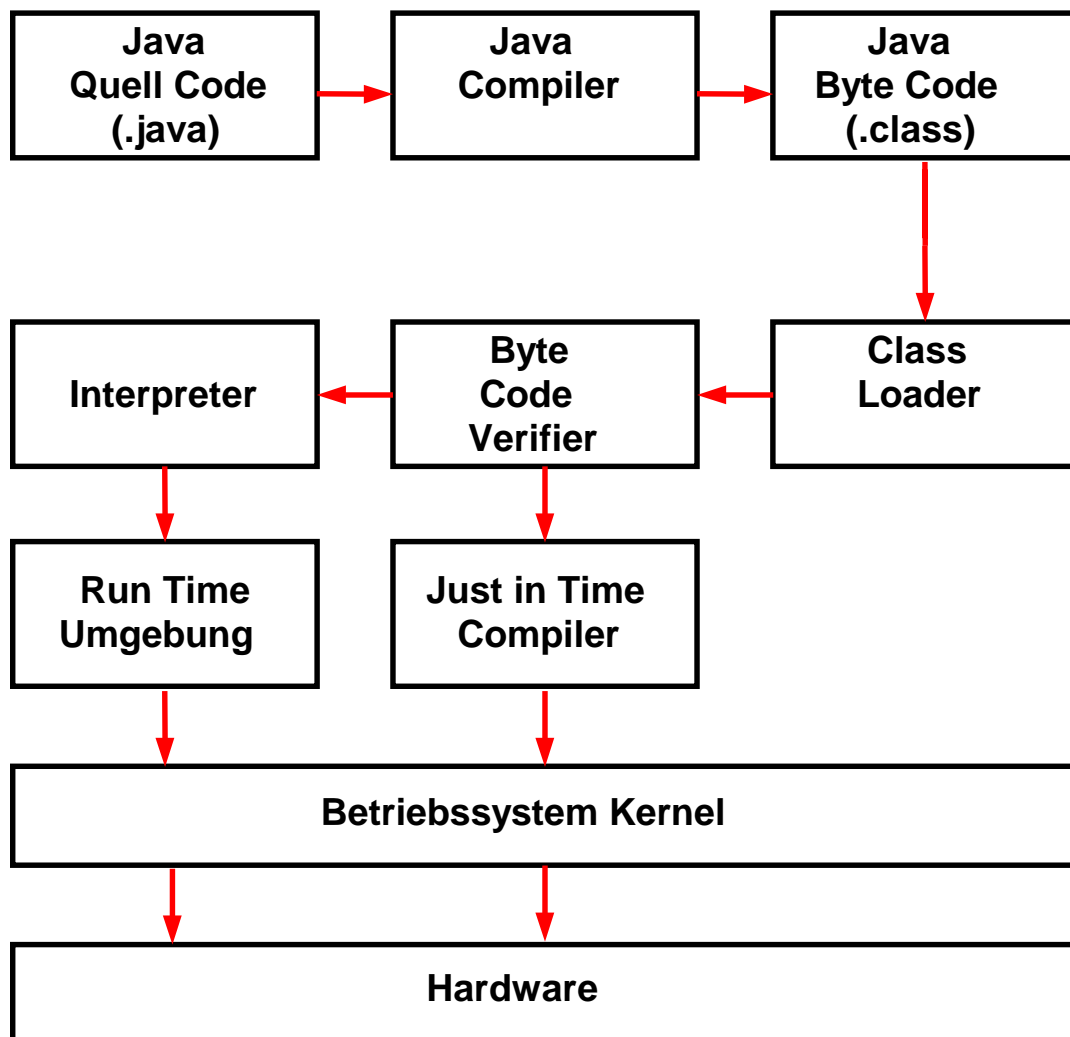 Java
Quell Code
(.java)
Java
Compiler
Java
Byte Code
(.class)
Interpreter
Byte
Code
Verifier
Class
Loader
Run Time
Umgebung
Just in Time
Compiler
Betriebssystem Kernel
Hardware